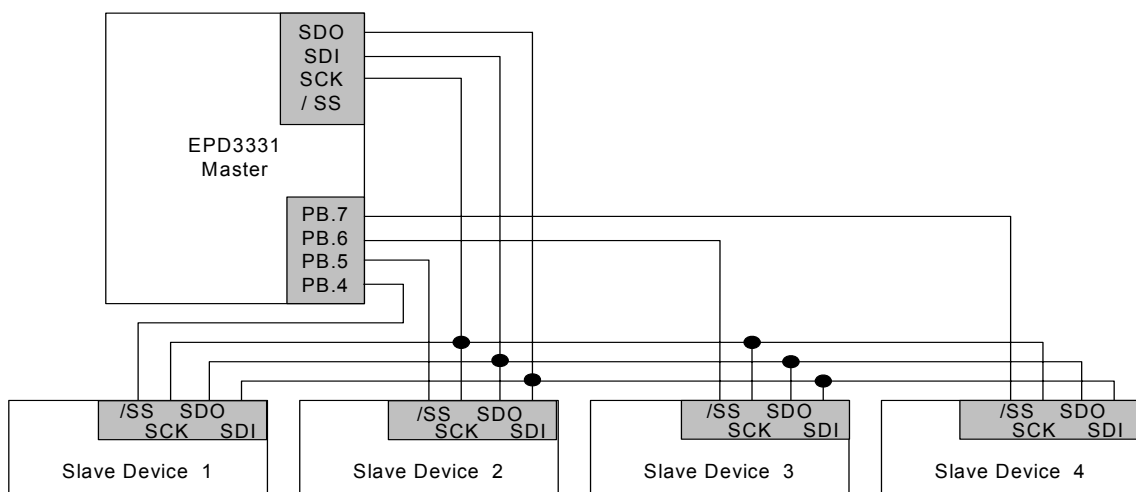 SDO
SDI
SCK
/ SS
EPD3331
Master
PB.7
PB.6
PB.5
PB.4
/SS SDO
SCK SDI
Slave Device 1
/SS SDO
SCK SDI
Slave Device 2
/SS SDO
SCK SDI
Slave Device 3
/SS SDO
SCK SDI
Slave Device 4